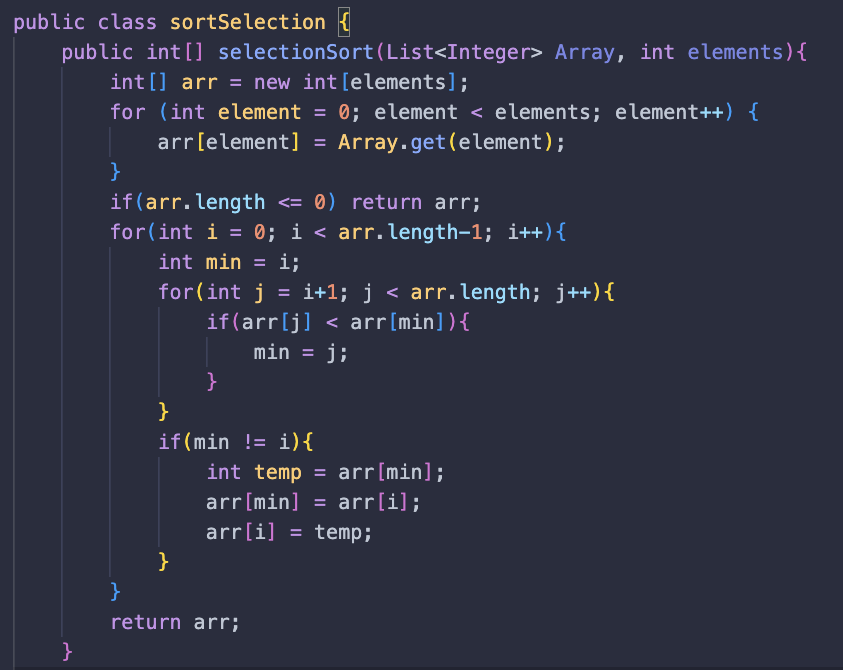 public class sortSelection {
    public int[] selectionSort(List<Integer> Array, int elements){
        int[] arr = new int[elements];
        for (int element = 0; element < elements; element++) {
            arr[element] = Array.get(element);
        }
        if(arr.length <= 0) return arr;
        for(int i = 0; i < arr.length-1; i++){
            int min = i;
            for(int j = i+1; j < arr.length; j++){
                if(arr[j] < arr[min]){
                    min = j;
                }
            }
            if(min != i){
                int temp = arr[min];
                arr[min] = arr[i];
                arr[i] = temp;
            }
        }
        return arr;
    }